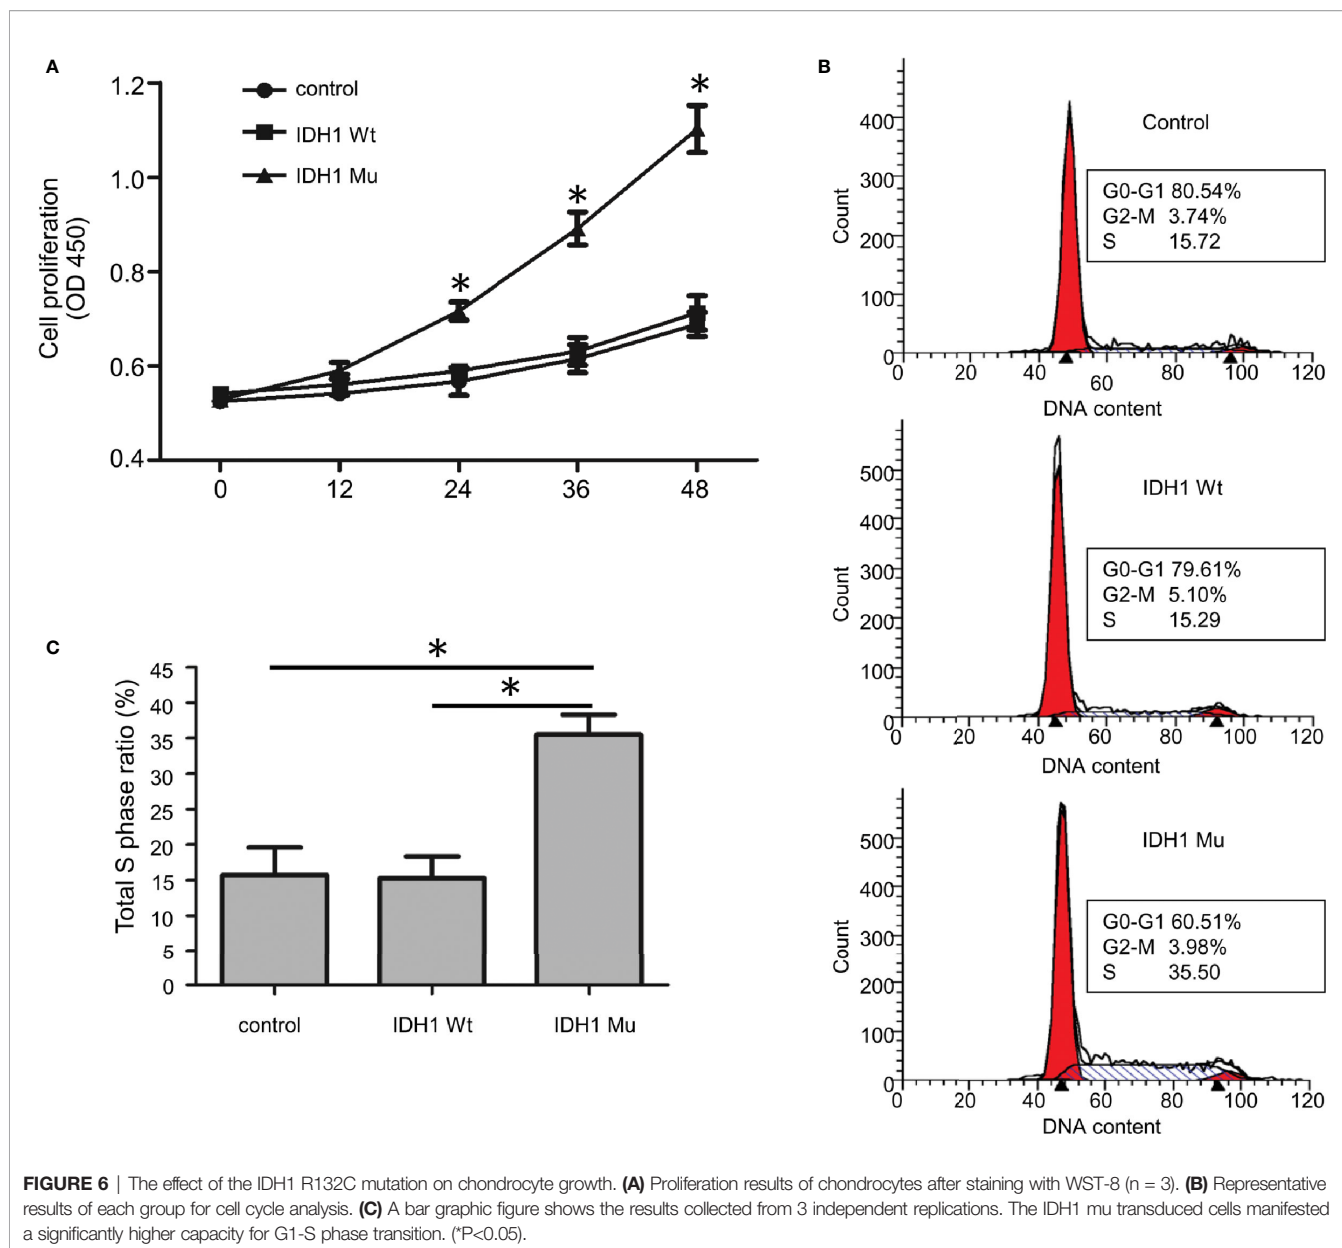 A
1.2
1.0
0.8
0.6
0.4
Cell proliferation
(OD 450)
control
IDH1 Wt
IDH1 Mu
*
*
*
0
12
24
36
48
B
400
300
200
100
0
Count
Control
G0-G1 80.54%
G2-M 3.74%
S 15.72
0
20
40
60
80
100
120
DNA content
500
400
300
200
100
0
Count
IDH1 Wt
G0-G1 79.61%
G2-M 5.10%
S 15.29
0
20
40
60
80
100
120
DNA content
500
400
300
200
100
0
Count
IDH1 Mu
G0-G1 60.51%
G2-M 3.98%
S 35.50
0
20
40
60
80
100
120
DNA content
C
45
40
35
30
25
20
15
10
5
0
Total S phase ratio (%)
*
*
control
IDH1 Wt
IDH1 Mu
FIGURE 6 | The effect of the IDH1 R132C mutation on chondrocyte growth. (A) Proliferation results of chondrocytes after staining with WST-8 (n = 3). (B) Representative
results of each group for cell cycle analysis. (C) A bar graphic figure shows the results collected from 3 independent replications. The IDH1 mu transduced cells manifested
a significantly higher capacity for G1-S phase transition. (*P<0.05).